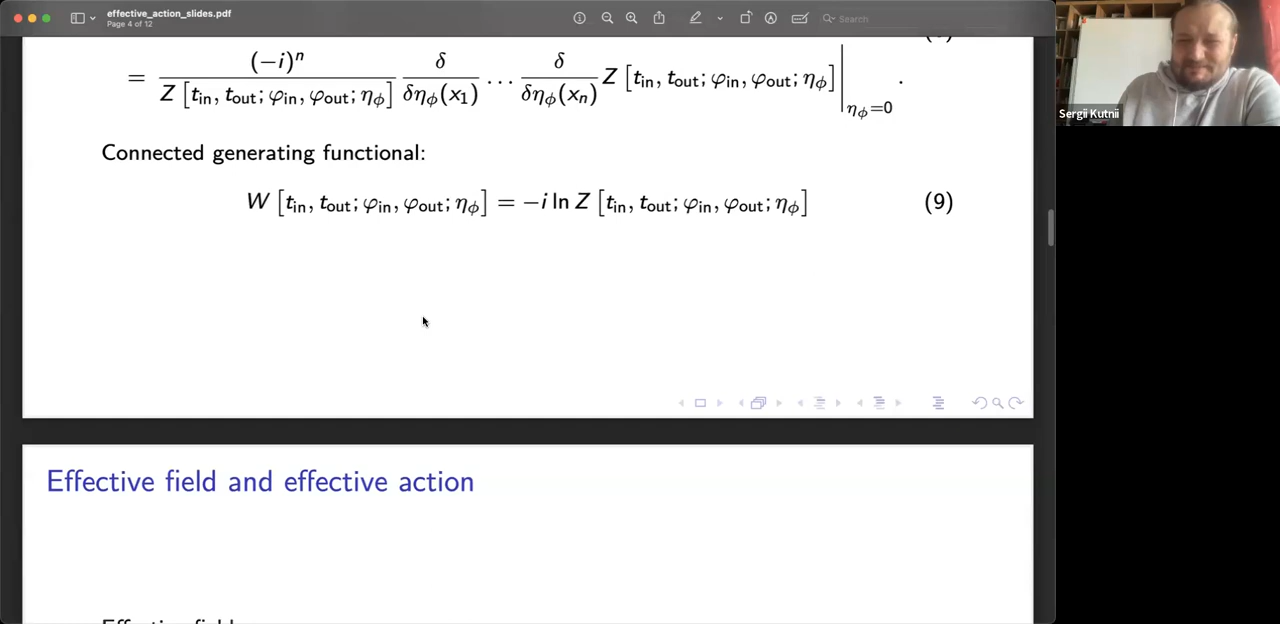 effective_action_slides.pdf
Page 4 of 12
Search
= (-i)^n / Z [t_in, t_out; φ_in, φ_out; η_ϕ] δ / δη_ϕ(x_1) ... δ / δη_ϕ(x_n) Z [t_in, t_out; φ_in, φ_out; η_ϕ] |_{η_ϕ=0} .
Connected generating functional:
W [t_in, t_out; φ_in, φ_out; η_ϕ] = -i ln Z [t_in, t_out; φ_in, φ_out; η_ϕ] (9)
Effective field and effective action
Sergii Kutnii